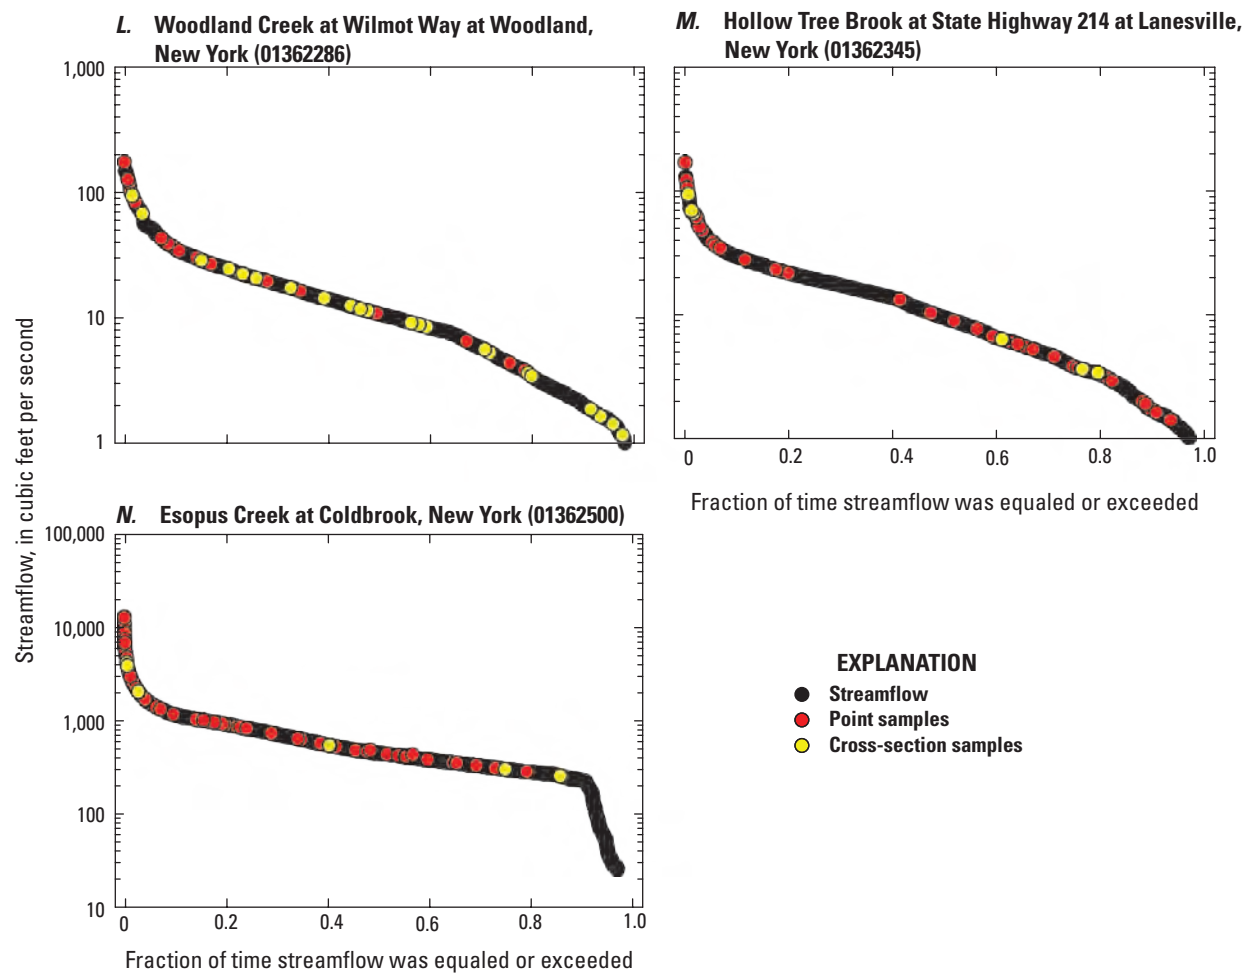 L. Woodland Creek at Wilmot Way at Woodland,
New York (01362286)
M. Hollow Tree Brook at State Highway 214 at Lanesville,
New York (01362345)
1,000
100
10
1
0 0.2 0.4 0.6 0.8 1.0
Fraction of time streamflow was equaled or exceeded
Streamflow, in cubic feet per second
N. Esopus Creek at Coldbrook, New York (01362500)
100,000
10,000
1,000
100
10
0 0.2 0.4 0.6 0.8 1.0
Fraction of time streamflow was equaled or exceeded
EXPLANATION
Streamflow
Point samples
Cross-section samples